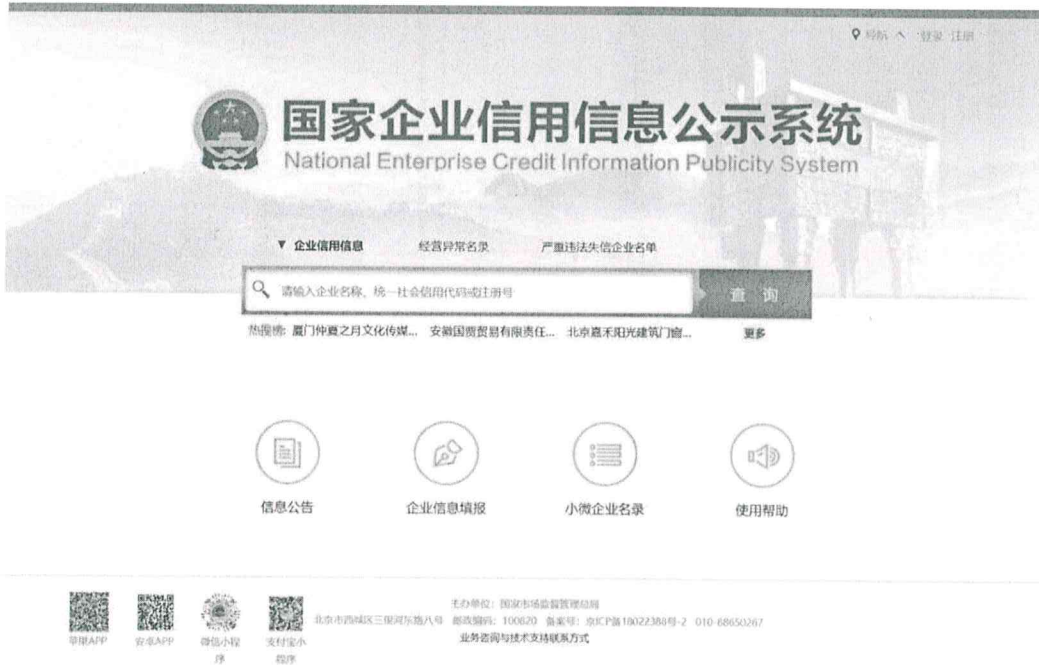 导航 登录 注册
国家企业信用信息公示系统
National Enterprise Credit Information Publicity System
▼ 企业信用信息 经营异常名录 严重违法失信企业名单
请输入企业名称、统一社会信用代码或注册号 查 询
热搜榜: 厦门仲夏之月文化传媒... 安徽国贸贸易有限责任... 北京嘉禾阳光建筑门窗... 更多
信息公告 企业信息填报 小微企业名录 使用帮助
主办单位:国家市场监督管理总局
北京市西城区三里河东路八号 邮政编码:100820 备案号:京ICP备18022388号-2 010-88650267
业务咨询与技术支持联系方式
苹果APP 安卓APP 微信小程序 支付宝小程序